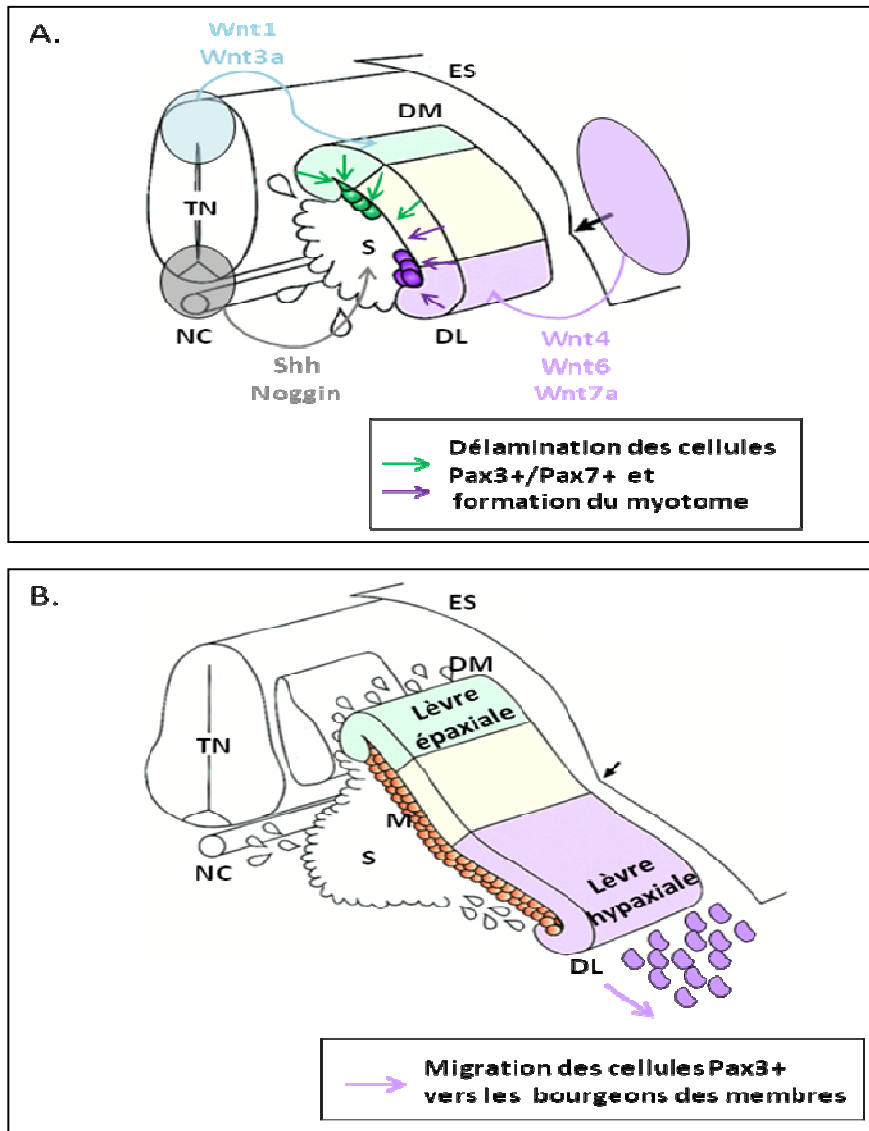 A.
Wnt1
Wnt3a
ES
DM
TN
S
NC
DL
Shh
Noggin
Wnt4
Wnt6
Wnt7a
Délamination des cellules
Pax3+/Pax7+ et
formation du myotome
B.
ES
DM
Lèvre
épaxiale
TN
M
S
NC
Lèvre
hypaxiale
DL
Migration des cellules Pax3+
vers les bourgeons des membres